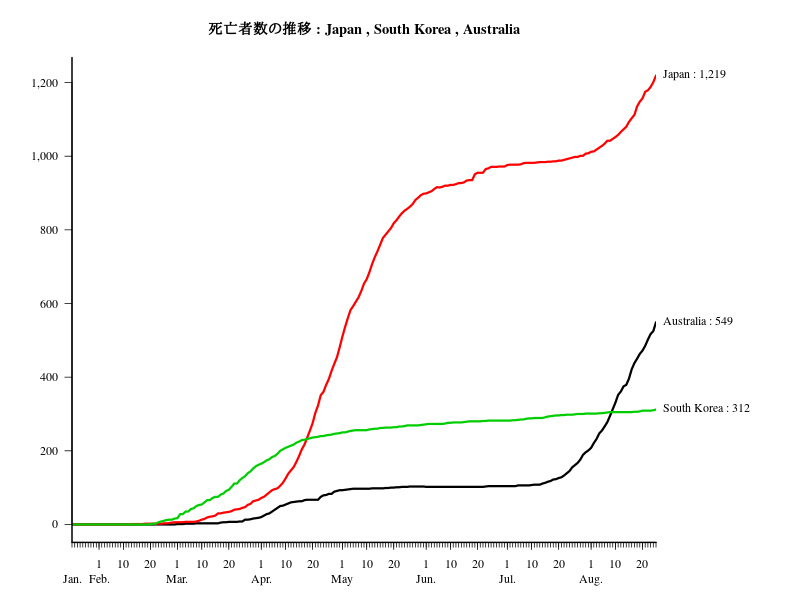 死亡者数の推移 : Japan , South Korea , Australia
Japan : 1,219
1,200
1,000
800
600
Australia : 549
400
South Korea : 312
200
0
1 10 20 1 10 20 1 10 20 1 10 20 1 10 20 1 10 20 1 10 20
Jan. Feb. Mar. Apr. May Jun. Jul. Aug.